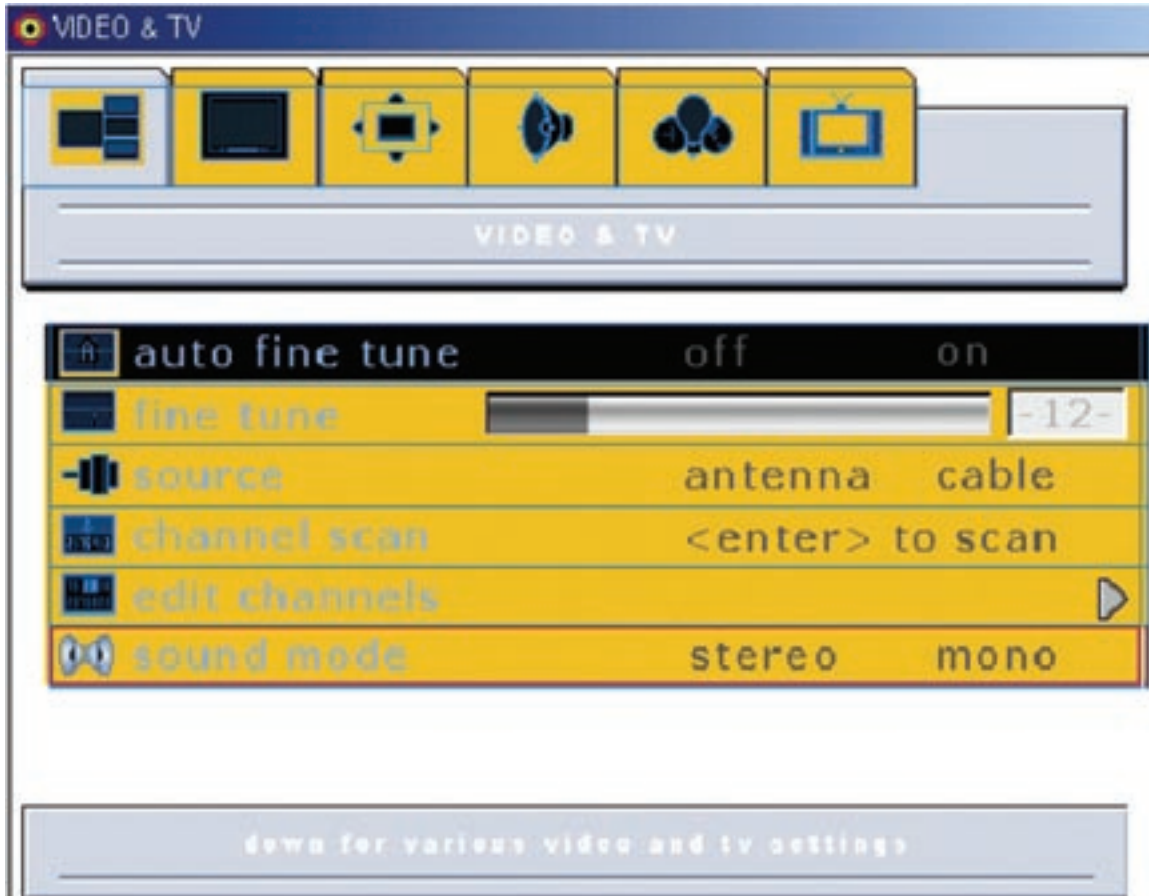 VIDEO & TV
VIDEO & TV
auto fine tune off on
fine tune -12-
source antenna cable
channel scan <enter> to scan
edit channels
sound mode stereo mono
down for various video and tv settings